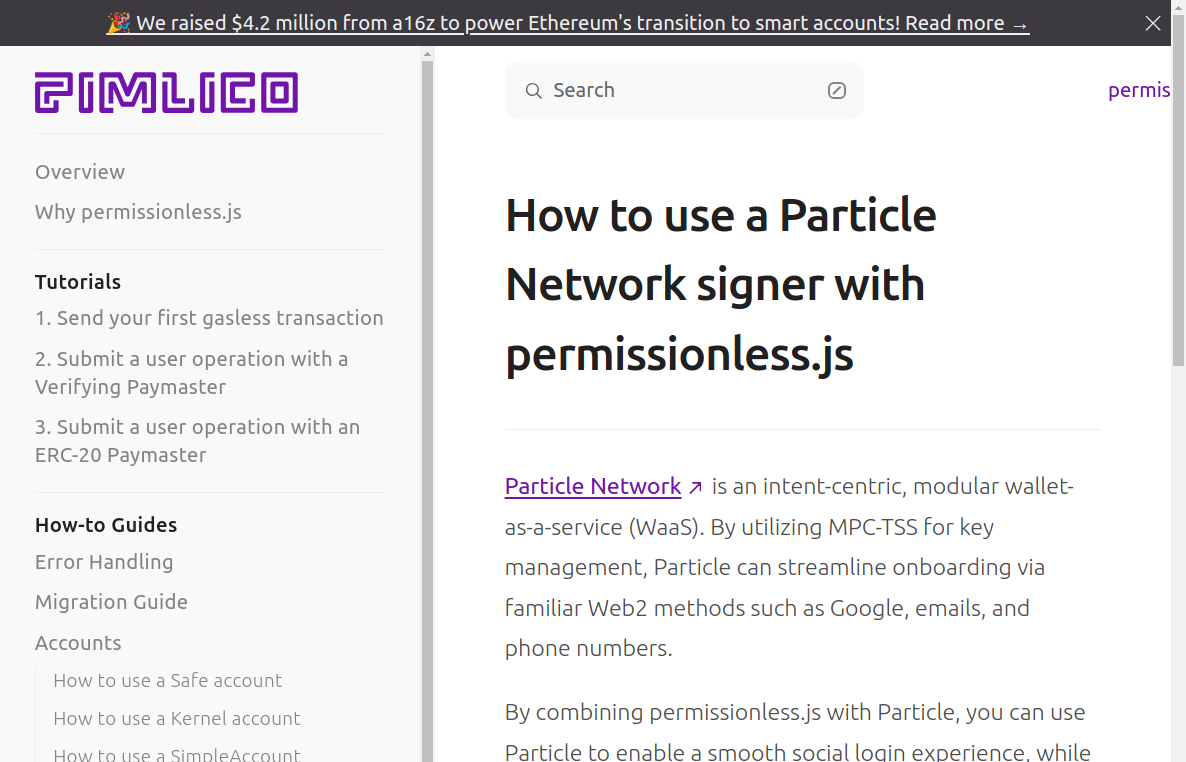 🎉 We raised $4.2 million from a16z to power Ethereum's transition to smart accounts! Read more →
PIMLICO
Search
permis
Overview
Why permissionless.js
Tutorials
1. Send your first gasless transaction
2. Submit a user operation with a
Verifying Paymaster
3. Submit a user operation with an
ERC-20 Paymaster
How-to Guides
Error Handling
Migration Guide
Accounts
How to use a Safe account
How to use a Kernel account
How to use a SimpleAccount
How to use a Particle
Network signer with
permissionless.js
Particle Network ↗ is an intent-centric, modular wallet-
as-a-service (WaaS). By utilizing MPC-TSS for key
management, Particle can streamline onboarding via
familiar Web2 methods such as Google, emails, and
phone numbers.
By combining permissionless.js with Particle, you can use
Particle to enable a smooth social login experience, while